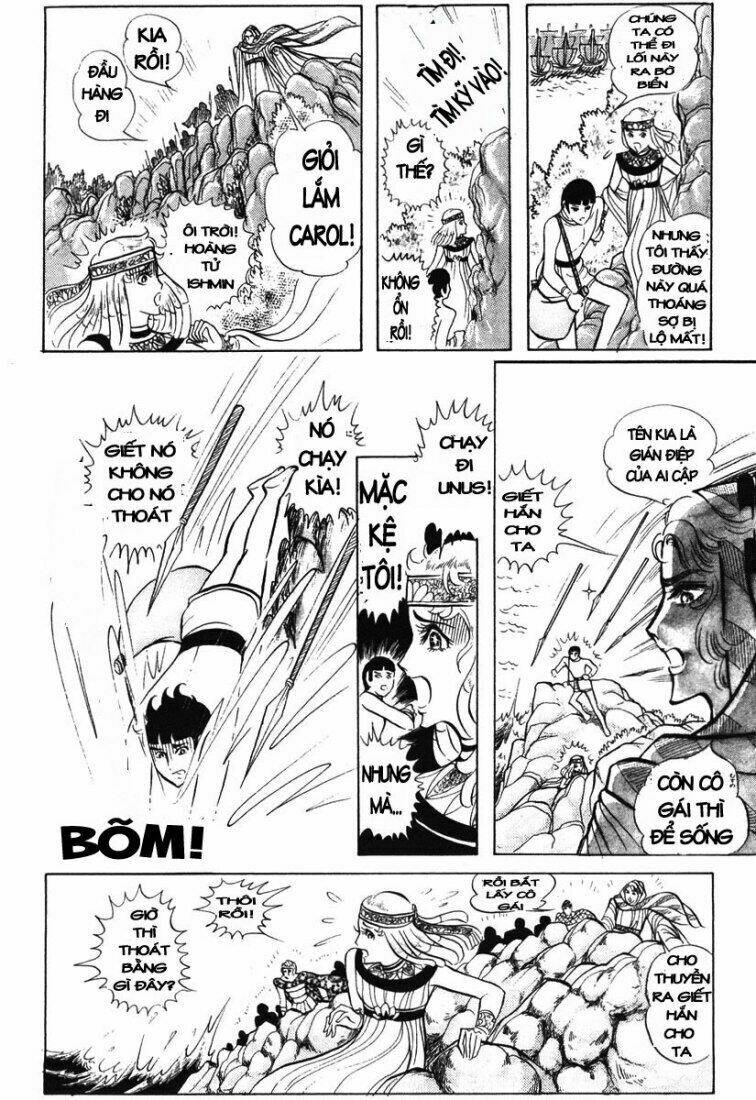 CHÚNG
TA CÓ
THỂ ĐI
LỐI NÀY
RA BỜ
BIỂN
NHƯNG
TÔI THẤY
ĐƯỜNG
NÀY QUÁ
THOÁNG
SỢ BỊ
LỘ MẤT!
TÌM ĐI!
TÌM KỸ VÀO!
GÌ
THẾ?
KHÔNG
ỔN
RỒI!
KIA
RỒI!
ĐẦU
HÀNG
ĐI
GIỎI
LẮM
CAROL!
ÔI TRỜI!
HOÀNG
TỬ
ISHMIN
TÊN KIA LÀ
GIÁN ĐIỆP
CỦA AI CẬP
GIẾT
HẮN
CHO
TA
CÒN CÔ
GÁI THÌ
ĐỂ SỐNG
CHẠY
ĐI
UNUS!
MẶC
KỆ
TÔI!
NHƯNG
MÀ...
NÓ
CHẠY
KÌA!
GIẾT NÓ
KHÔNG
CHO NÓ
THOÁT
BÕM!
RỒI BẮT
LẤY CÔ
GÁI
CHO
THUYỀN
RA GIẾT
HẮN
CHO
TA
THÔI
RỒI!
GIỜ
THÌ
THOÁT
BẰNG
GÌ ĐÂY?